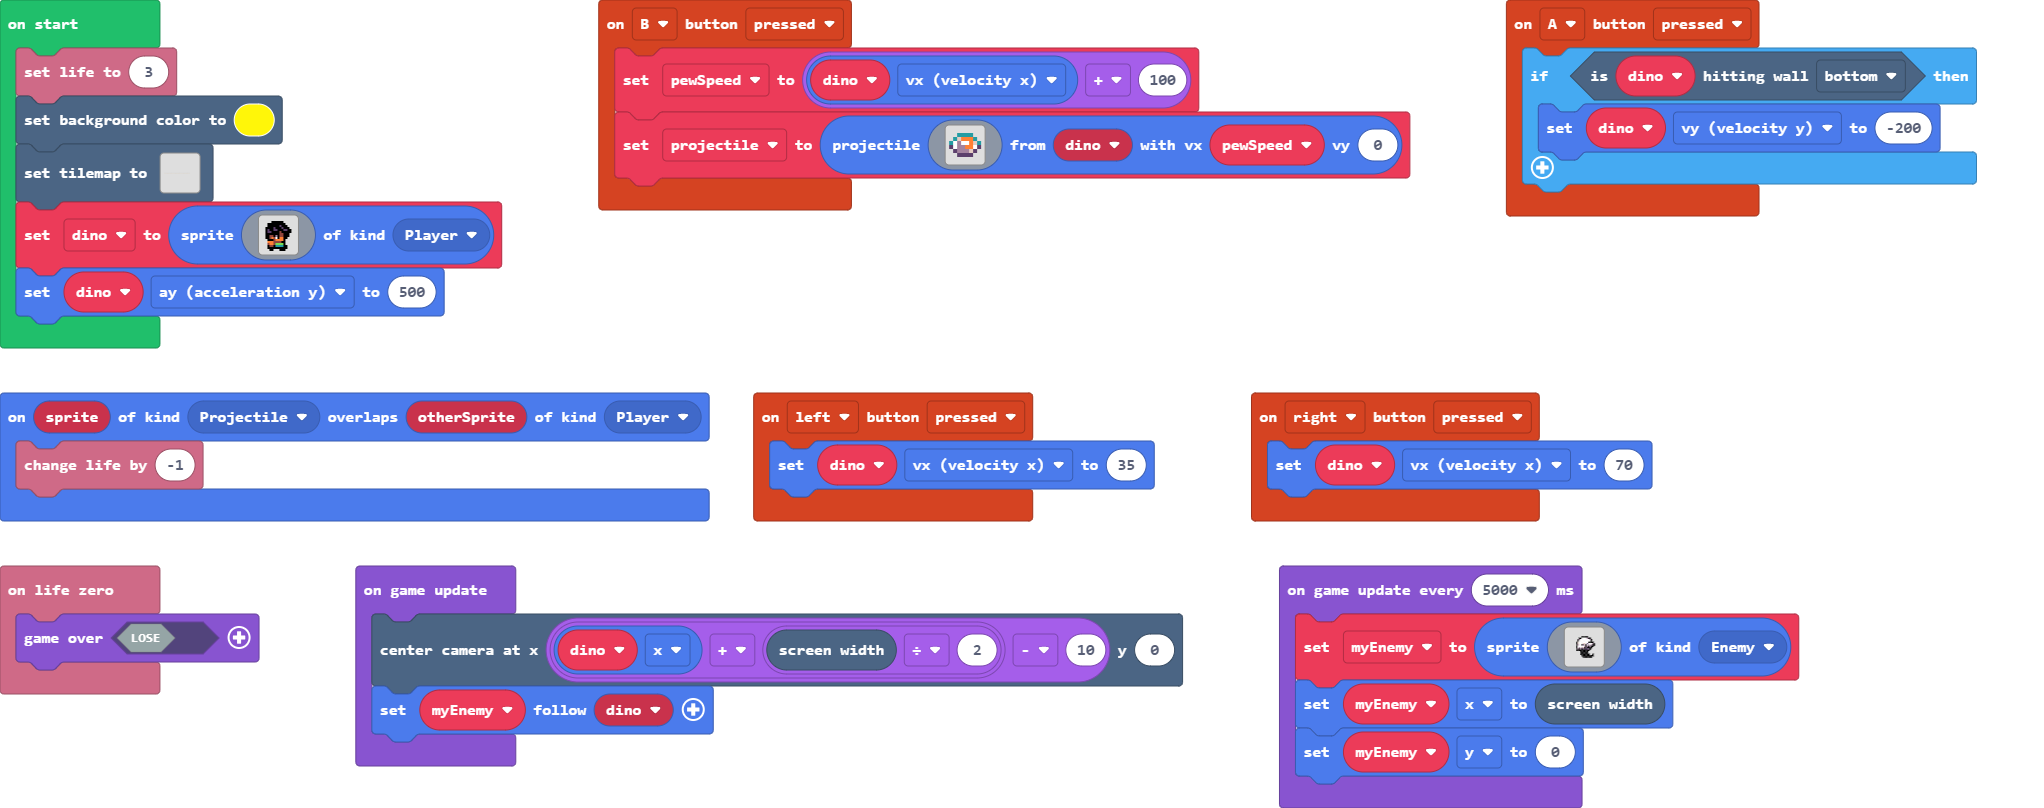 on start
set life to 3
set background color to
set tilemap to
set dino to sprite of kind Player
set dino ay (acceleration y) to 500
on B button pressed
set pewSpeed to dino vx (velocity x) + 100
set projectile to projectile from dino with vx pewSpeed vy 0
on A button pressed
if is dino hitting wall bottom then
set dino vy (velocity y) to -200
on sprite of kind Projectile overlaps otherSprite of kind Player
change life by -1
on left button pressed
set dino vx (velocity x) to 35
on right button pressed
set dino vx (velocity x) to 70
on life zero
game over LOSE
on game update
center camera at x dino x + screen width ÷ 2 - 10 y 0
set myEnemy follow dino
on game update every 5000 ms
set myEnemy to sprite of kind Enemy
set myEnemy x to screen width
set myEnemy y to 0